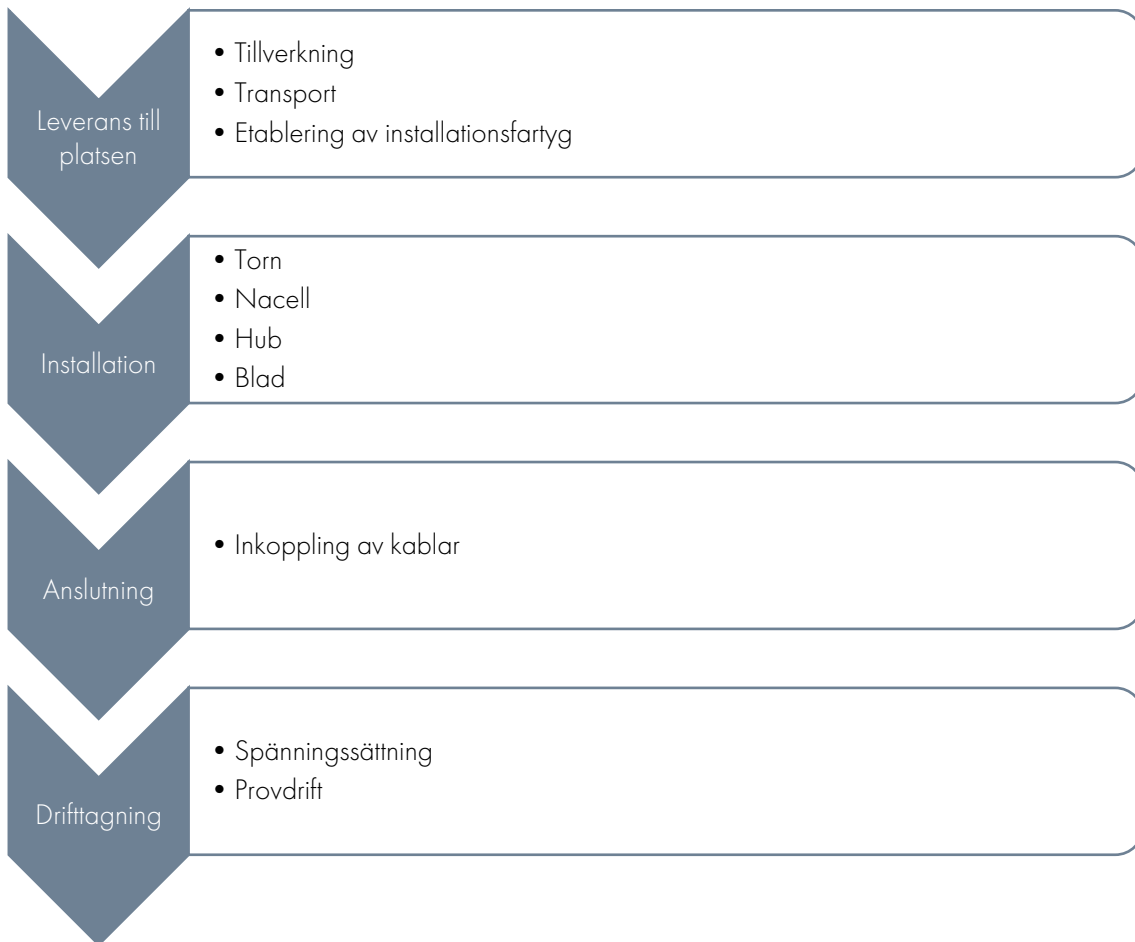 Leverans till
platsen
• Tillverkning
• Transport
• Etablering av installationsfartyg
Installation
• Torn
• Nacell
• Hub
• Blad
Anslutning
• Inkoppling av kablar
Drifttagning
• Spänningssättning
• Provdrift